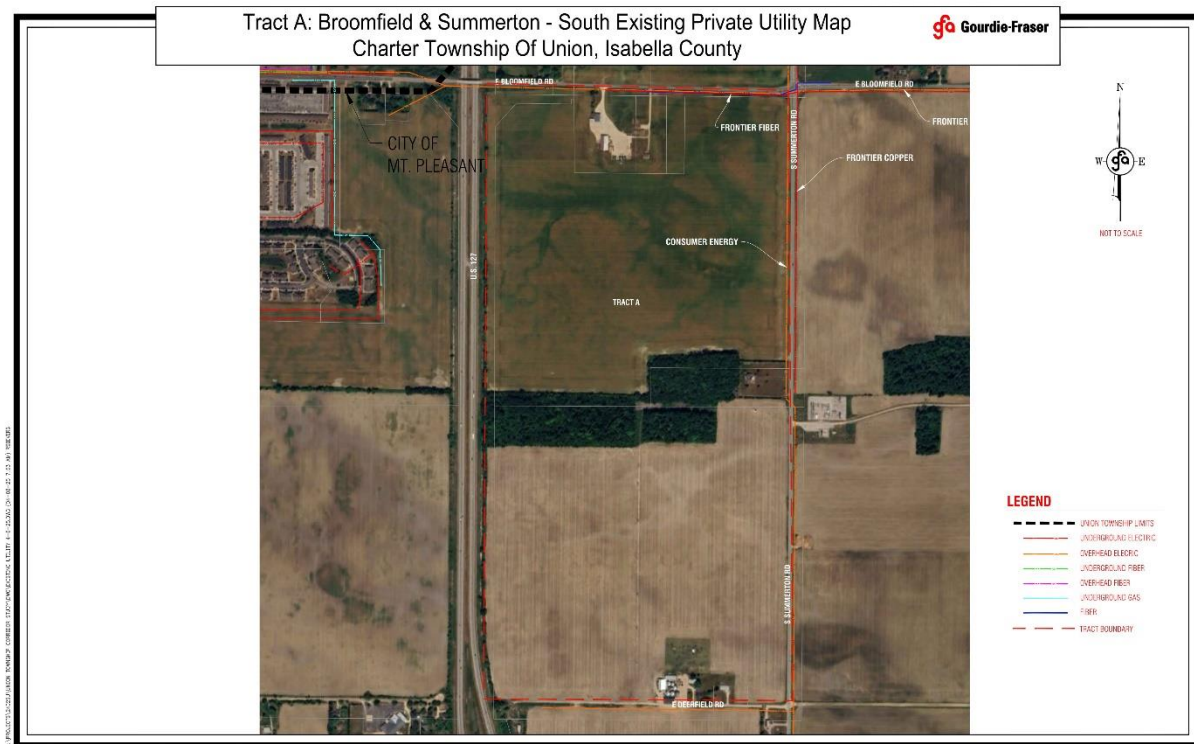 Tract A: Broomfield & Summerton - South Existing Private Utility Map
Charter Township Of Union, Isabella County
gfa Gourdie-Fraser
E BLOOMFIELD RD
E BLOOMFIELD RD
CITY OF
MT. PLEASANT
FRONTIER FIBER
FRONTIER
S SUMMERTON RD
FRONTIER COPPER
CONSUMER ENERGY
U.S. 127
TRACT A
S SUMMERTON RD
E DEERFIELD RD
N
W
gfa
E
NOT TO SCALE
LEGEND
UNION TOWNSHIP LIMITS
UNDERGROUND ELECTRIC
OVERHEAD ELECRIC
UNDERGROUND FIBER
OVERHEAD FIBER
UNDERGROUND GAS
FIBER
TRACT BOUNDARY